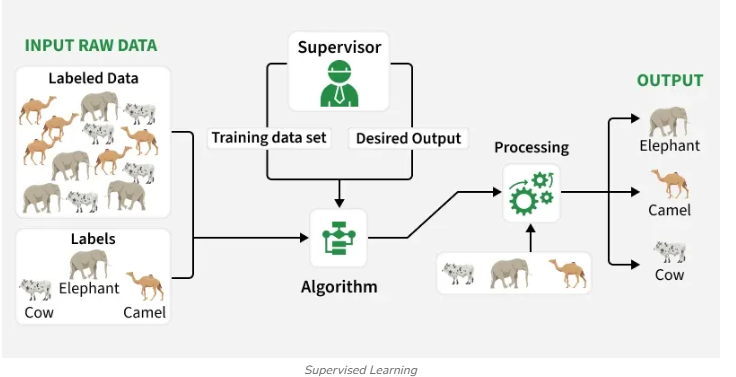 INPUT RAW DATA
Labeled Data
Labels
Elephant
Cow
Camel
Supervisor
Training data set
Desired Output
Algorithm
Processing
OUTPUT
Elephant
Camel
Cow
Supervised Learning